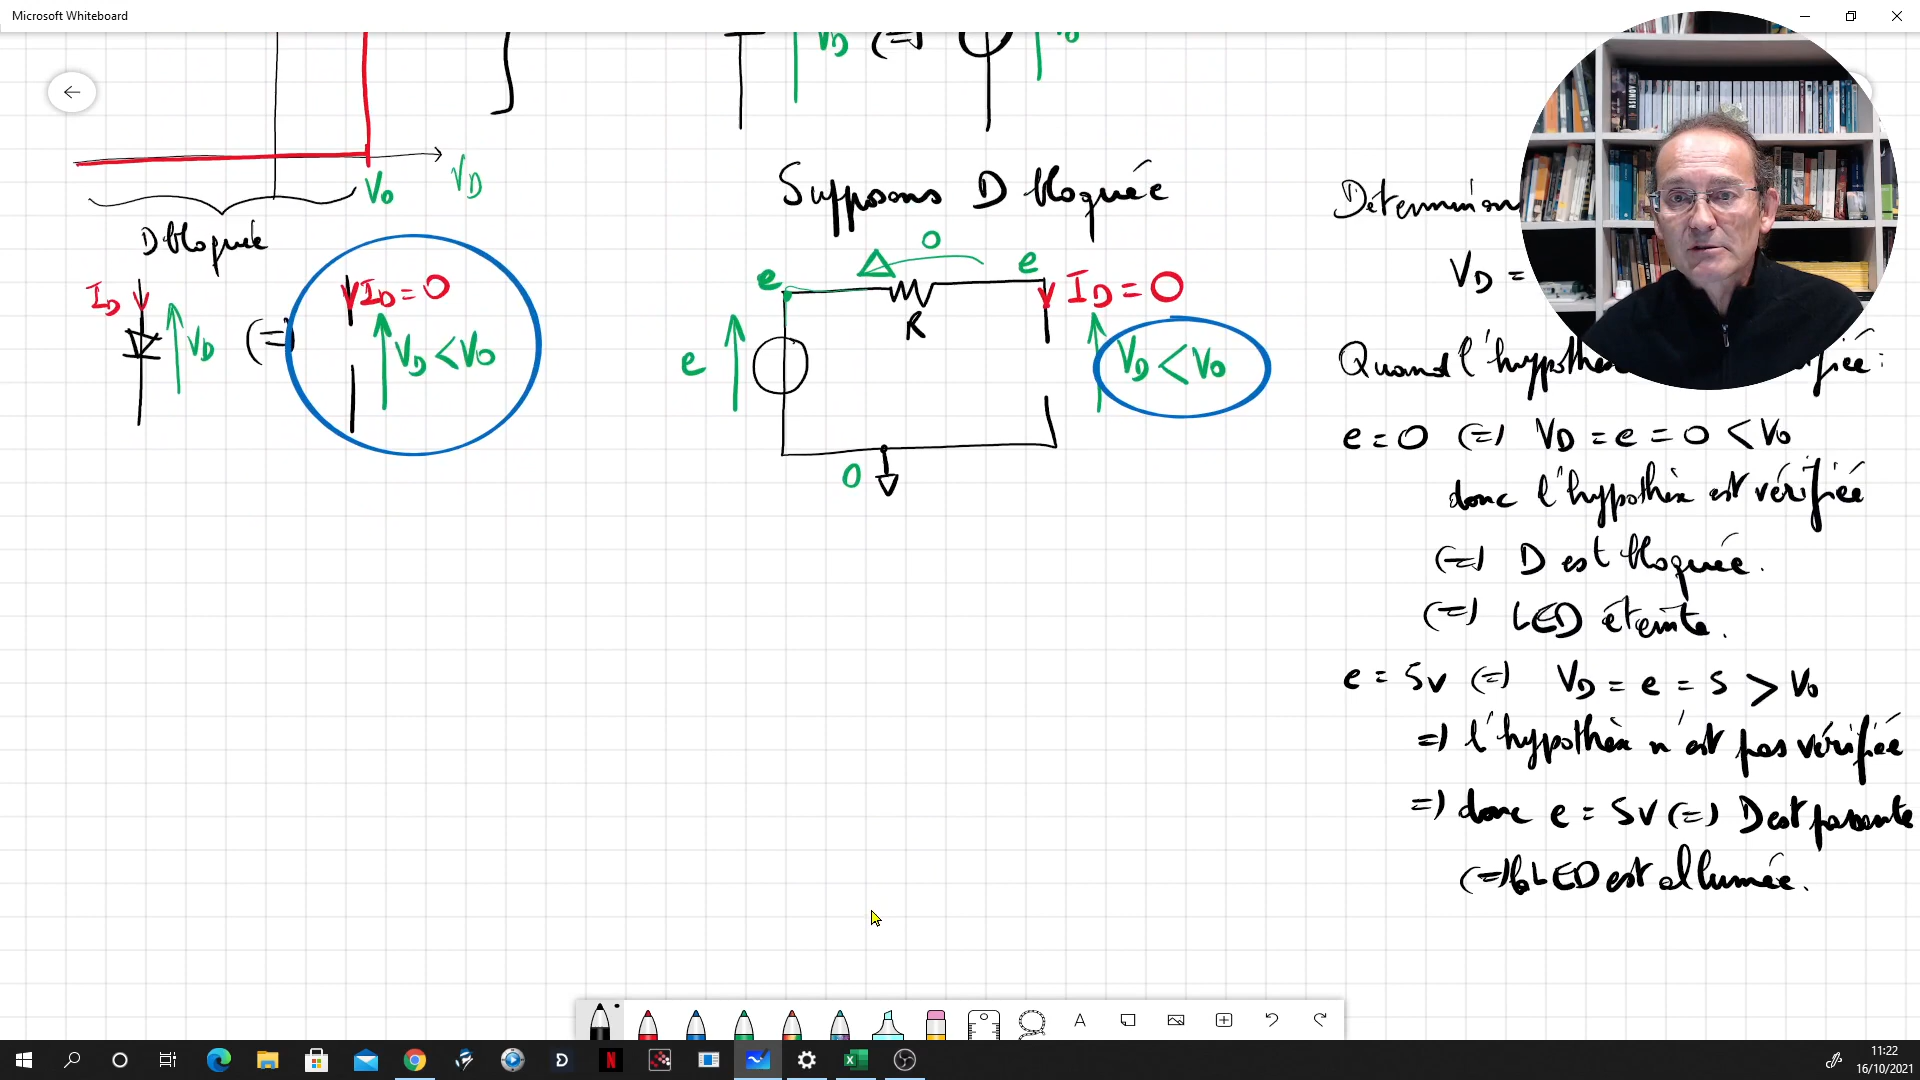 Microsoft Whiteboard
VD (=)
V0 VD
D bloquée
ID VD (=) ID = 0
VD < V0
Supposons D bloquée
e 0 e ID = 0
R
e VD < V0
0
Déterminons
VD =
Quand l'hypothèse
e = 0 (=) VD = e = 0 < V0
donc l'hypothèse est vérifiée
(=) D est bloquée.
(=) LED éteinte.
e = 5V (=) VD = e = 5 > V0
=) l'hypothèse n'est pas vérifiée
=) donc e = 5V (=) D est passante
(=) la LED est allumée.
ASIMOV
A
11:22
16/10/2021